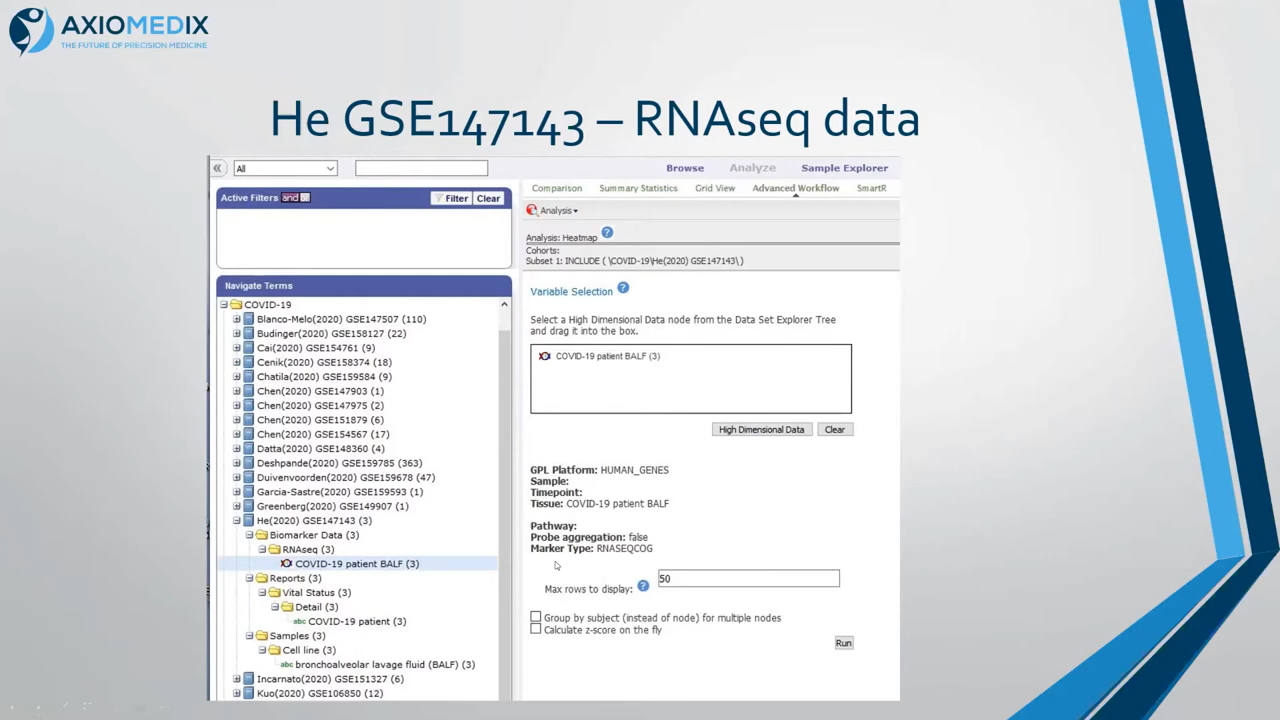 AXIOMEDIX
THE FUTURE OF PRECISION MEDICINE
He GSE147143 – RNAseq data
All
Browse Analyze Sample Explorer
Active Filters and or Filter Clear
Comparison Summary Statistics Grid View Advanced Workflow SmartR
Analysis
Analysis: Heatmap ?
Cohorts:
Subset 1: INCLUDE ( \COVID-19\He(2020) GSE147143\ )
Navigate Terms
COVID-19
Blanco-Melo(2020) GSE147507 (110)
Budinger(2020) GSE158127 (22)
Cai(2020) GSE154761 (9)
Cenik(2020) GSE158374 (18)
Chatila(2020) GSE159584 (9)
Chen(2020) GSE147903 (1)
Chen(2020) GSE147975 (2)
Chen(2020) GSE151879 (6)
Chen(2020) GSE154567 (17)
Datta(2020) GSE148360 (4)
Deshpande(2020) GSE159785 (363)
Duivenvoorden(2020) GSE159678 (47)
Garcia-Sastre(2020) GSE159593 (1)
Greenberg(2020) GSE149907 (1)
He(2020) GSE147143 (3)
Biomarker Data (3)
RNAseq (3)
COVID-19 patient BALF (3)
Reports (3)
Vital Status (3)
Detail (3)
abc COVID-19 patient (3)
Samples (3)
Cell line (3)
abc bronchoalveolar lavage fluid (BALF) (3)
Incarnato(2020) GSE151327 (6)
Kuo(2020) GSE106850 (12)
Variable Selection ?
Select a High Dimensional Data node from the Data Set Explorer Tree
and drag it into the box.
COVID-19 patient BALF (3)
High Dimensional Data Clear
GPL Platform: HUMAN_GENES
Sample:
Timepoint:
Tissue: COVID-19 patient BALF
Pathway:
Probe aggregation: false
Marker Type: RNASEQCOG
Max rows to display: ? 50
Group by subject (instead of node) for multiple nodes
Calculate z-score on the fly
Run